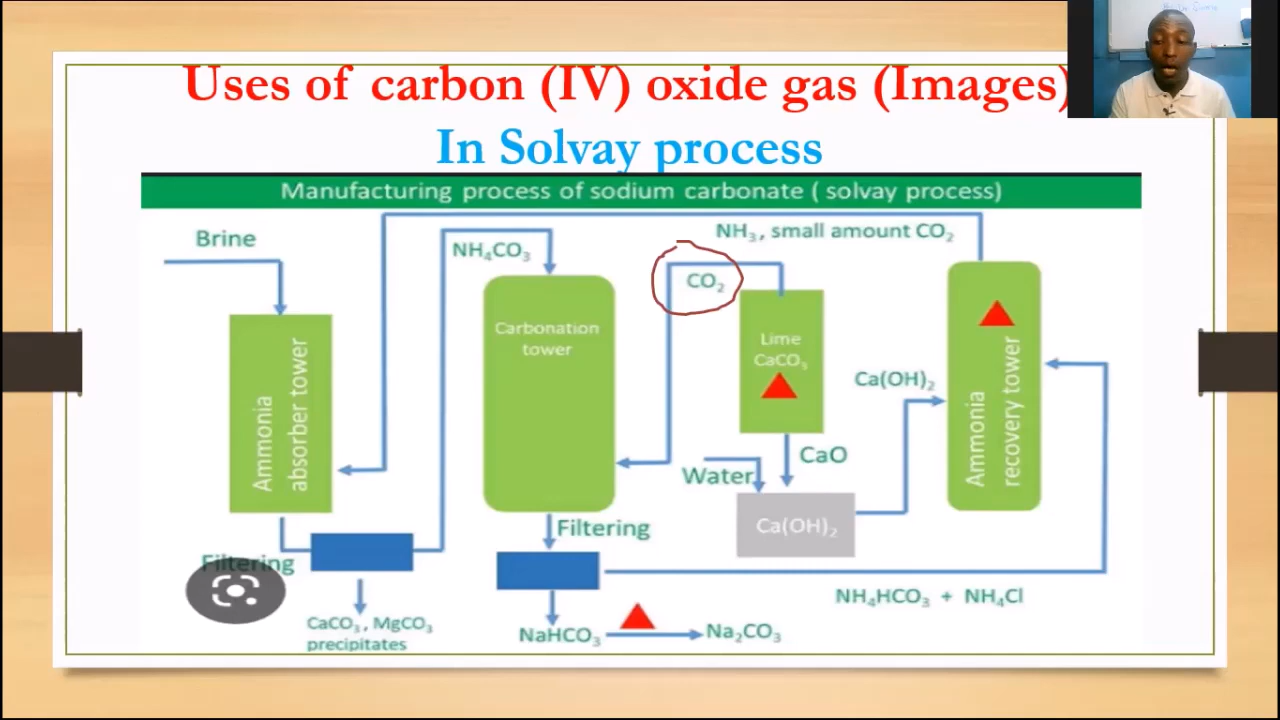 Uses of carbon (IV) oxide gas (Images)
In Solvay process
Manufacturing process of sodium carbonate ( solvay process)
Brine
NH₄CO₃
CO₂
NH₃ , small amount CO₂
Carbonation
tower
Lime
CaCO₃
Ca(OH)₂
Ammonia
absorber tower
Ammonia
recovery tower
CaO
Water
Ca(OH)₂
Filtering
Filtering
NH₄HCO₃ + NH₄Cl
CaCO₃ , MgCO₃
precipitates
NaHCO₃
Na₂CO₃